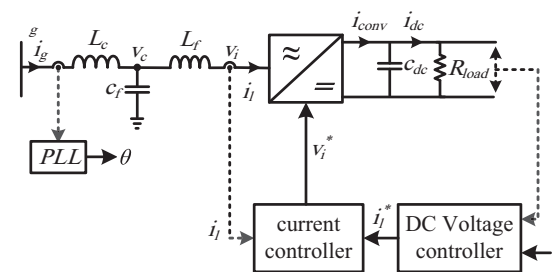 g
i_g
L_c
v_c
L_f
v_i
i_conv
i_dc
c_f
i_l
c_dc
R_load
PLL
θ
v_i*
i_l
current
controller
i_l*
DC Voltage
controller